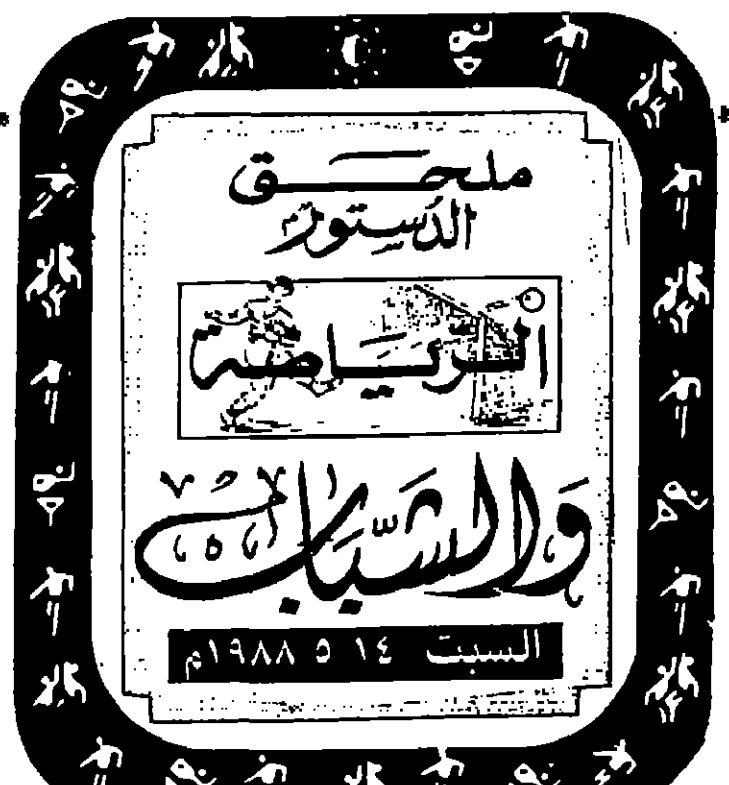 ملحق
الدستور
الرياضة
والشباب
السبت ١٤ ٥ ١٩٨٨م